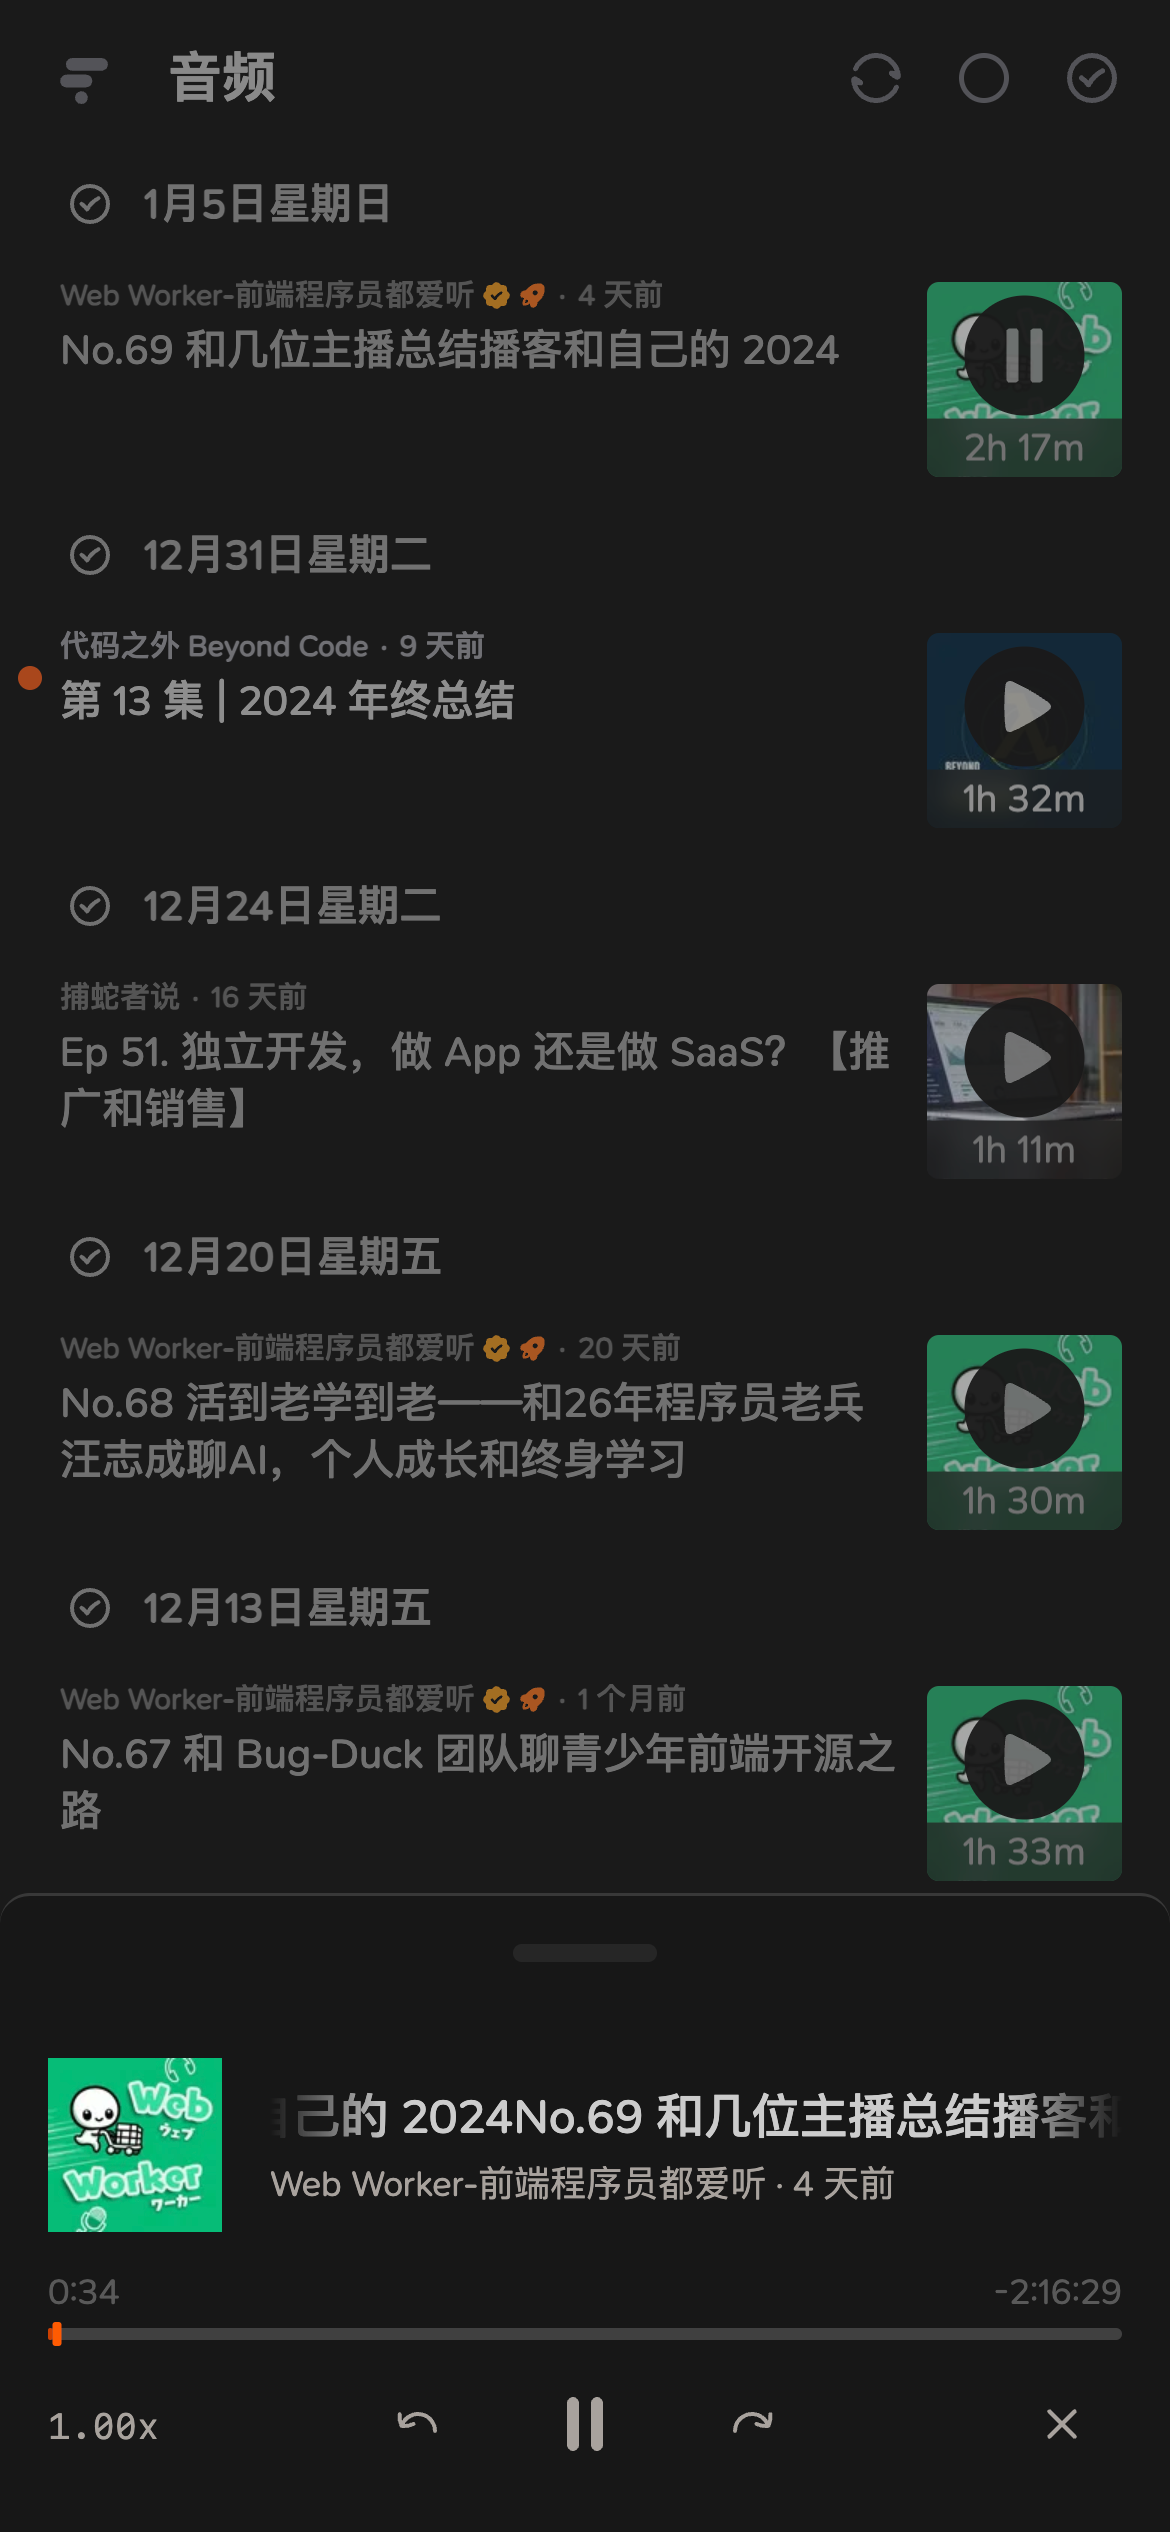 音频
1月5日星期日
Web Worker-前端程序员都爱听 · 4 天前
No.69 和几位主播总结播客和自己的 2024
2h 17m
12月31日星期二
代码之外 Beyond Code · 9 天前
第 13 集 | 2024 年终总结
BEYOND
1h 32m
12月24日星期二
捕蛇者说 · 16 天前
Ep 51. 独立开发，做 App 还是做 SaaS？【推
广和销售】
1h 11m
12月20日星期五
Web Worker-前端程序员都爱听 · 20 天前
No.68 活到老学到老——和26年程序员老兵
汪志成聊AI，个人成长和终身学习
1h 30m
12月13日星期五
Web Worker-前端程序员都爱听 · 1 个月前
No.67 和 Bug-Duck 团队聊青少年前端开源之
路
1h 33m
Web
ウェブ
Worker
ワーカー
己的 2024No.69 和几位主播总结播客和
Web Worker-前端程序员都爱听 · 4 天前
0:34
-2:16:29
1.00x